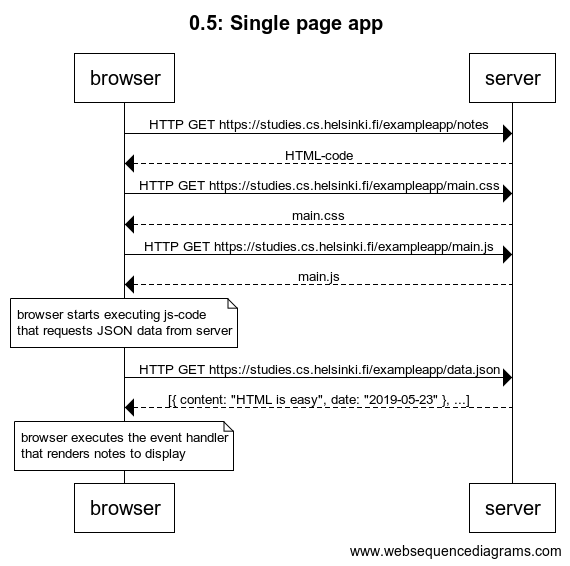 0.5: Single page app
browser
server
HTTP GET https://studies.cs.helsinki.fi/exampleapp/notes
HTML-code
HTTP GET https://studies.cs.helsinki.fi/exampleapp/main.css
main.css
HTTP GET https://studies.cs.helsinki.fi/exampleapp/main.js
main.js
browser starts executing js-code
that requests JSON data from server
HTTP GET https://studies.cs.helsinki.fi/exampleapp/data.json
[{ content: "HTML is easy", date: "2019-05-23" }, ...]
browser executes the event handler
that renders notes to display
browser
server
www.websequencediagrams.com